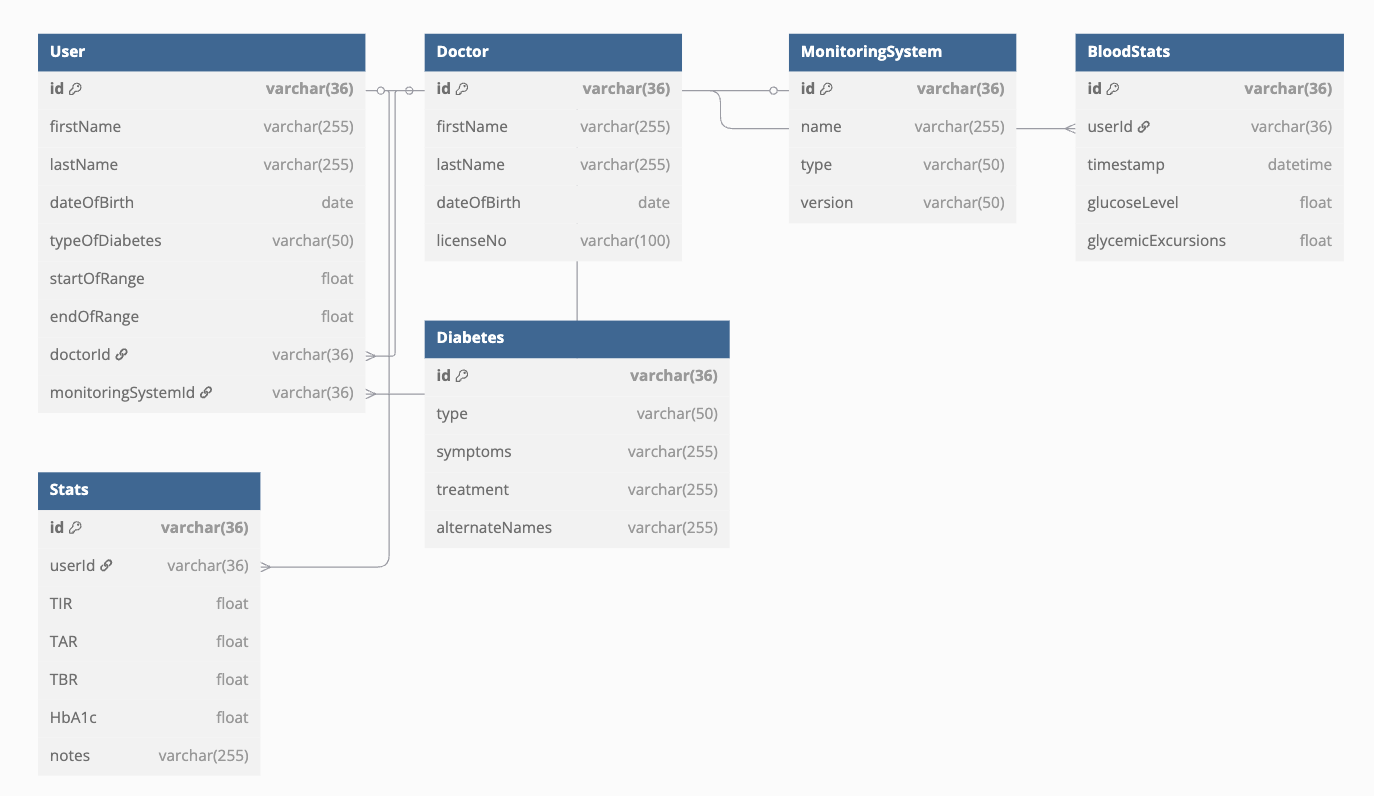 User
id varchar(36)
firstName varchar(255)
lastName varchar(255)
dateOfBirth date
typeOfDiabetes varchar(50)
startOfRange float
endOfRange float
doctorId varchar(36)
monitoringSystemId varchar(36)
Doctor
id varchar(36)
firstName varchar(255)
lastName varchar(255)
dateOfBirth date
licenseNo varchar(100)
MonitoringSystem
id varchar(36)
name varchar(255)
type varchar(50)
version varchar(50)
BloodStats
id varchar(36)
userId varchar(36)
timestamp datetime
glucoseLevel float
glycemicExcursions float
Diabetes
id varchar(36)
type varchar(50)
symptoms varchar(255)
treatment varchar(255)
alternateNames varchar(255)
Stats
id varchar(36)
userId varchar(36)
TIR float
TAR float
TBR float
HbA1c float
notes varchar(255)